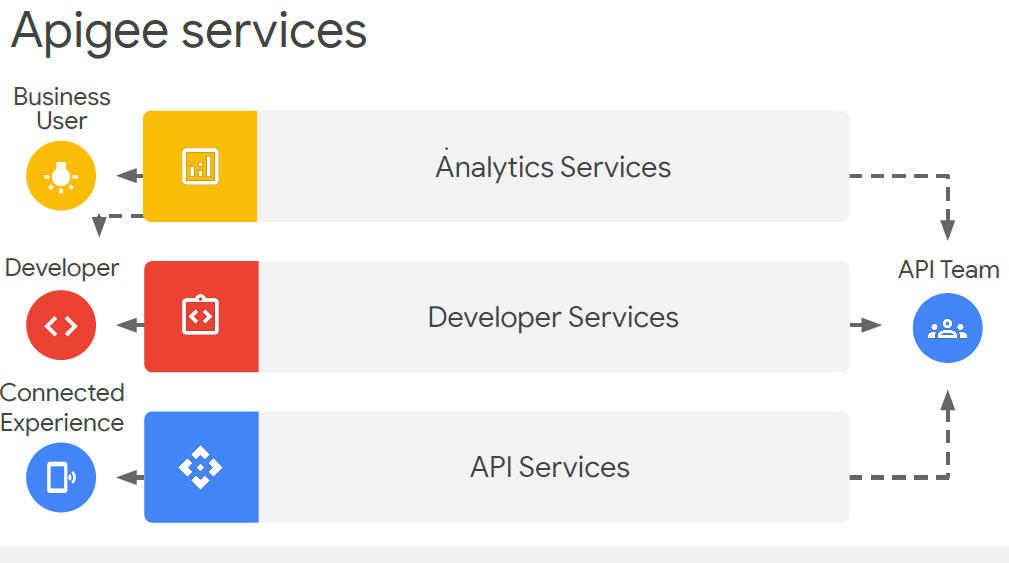 Apigee services
Business
User
Analytics Services
Developer
Developer Services
API Team
Connected
Experience
API Services